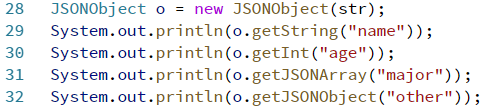 28 JSONObject o = new JSONObject(str);
29 System.out.println(o.getString("name"));
30 System.out.println(o.getInt("age"));
31 System.out.println(o.getJSONArray("major"));
32 System.out.println(o.getJSONObject("other"));